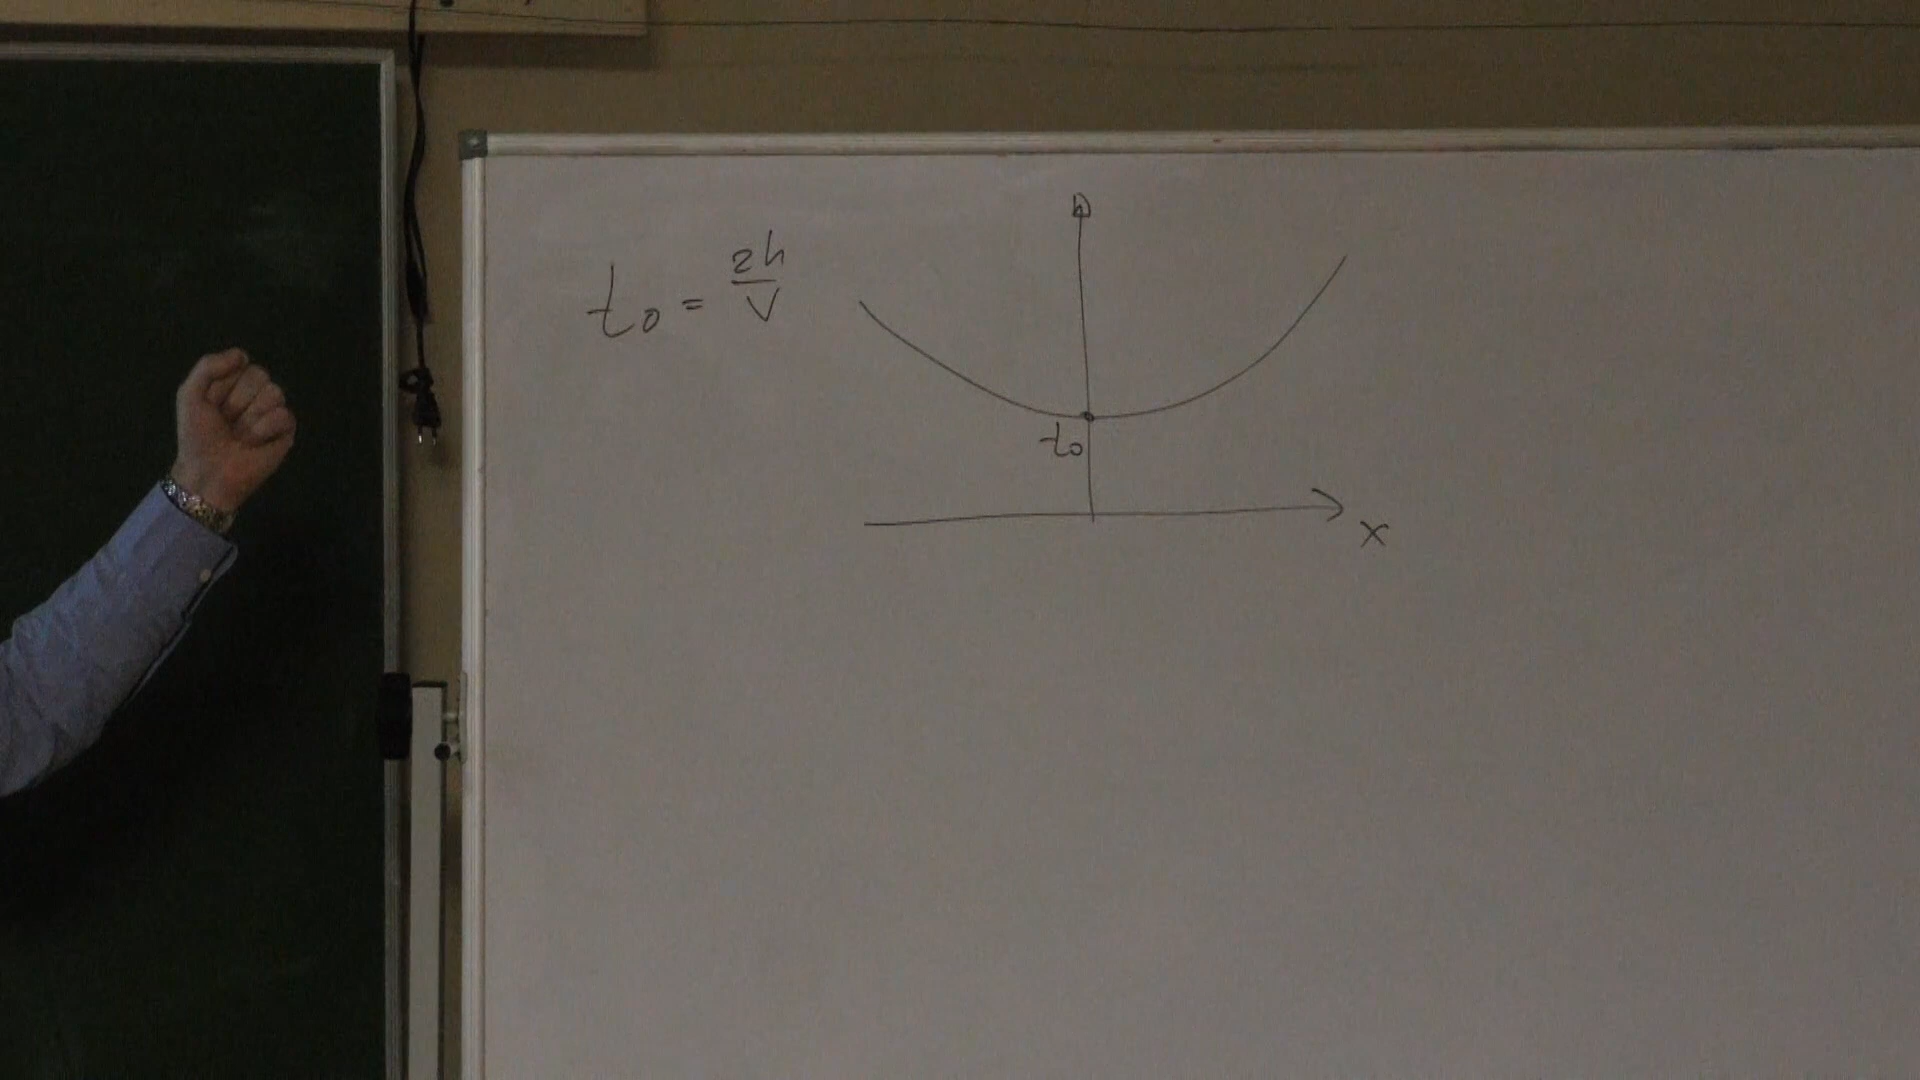 t₀ = 2h/V
t₀
x